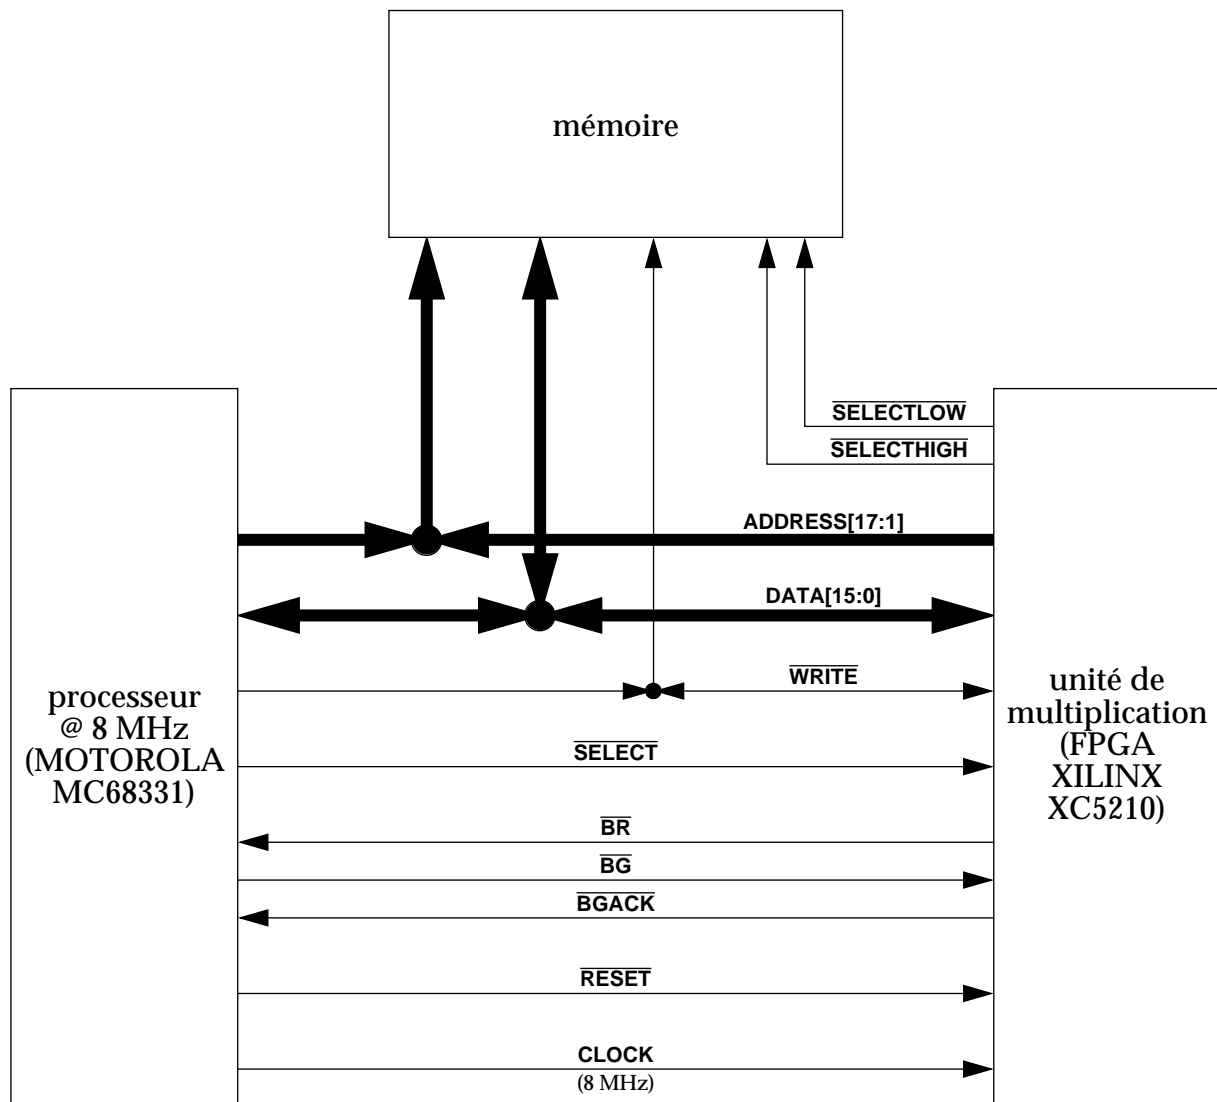 mémoire
SELECTLOW
SELECTHIGH
ADDRESS[17:1]
DATA[15:0]
WRITE
processeur
@ 8 MHz
(MOTOROLA
MC68331)
unité de
multiplication
(FPGA
XILINX
XC5210)
SELECT
BR
BG
BGACK
RESET
CLOCK
(8 MHz)